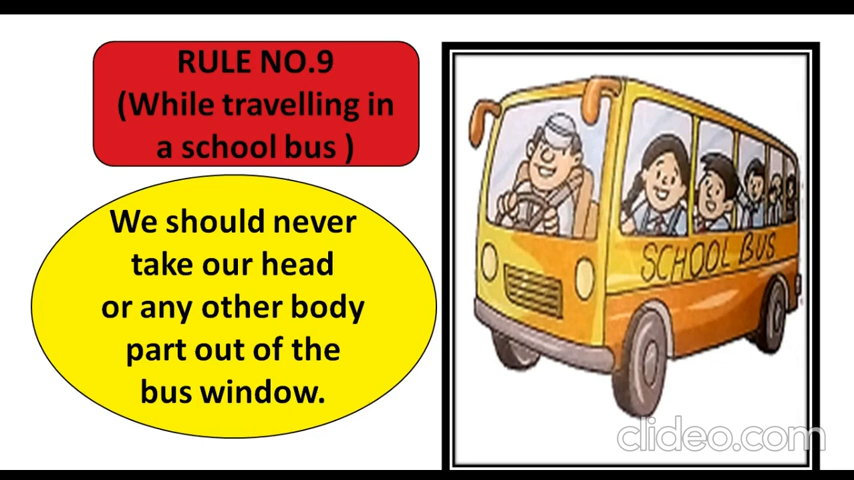 RULE NO.9
(While travelling in
a school bus )
We should never
take our head
or any other body
part out of the
bus window.
SCHOOL BUS
clideo.com